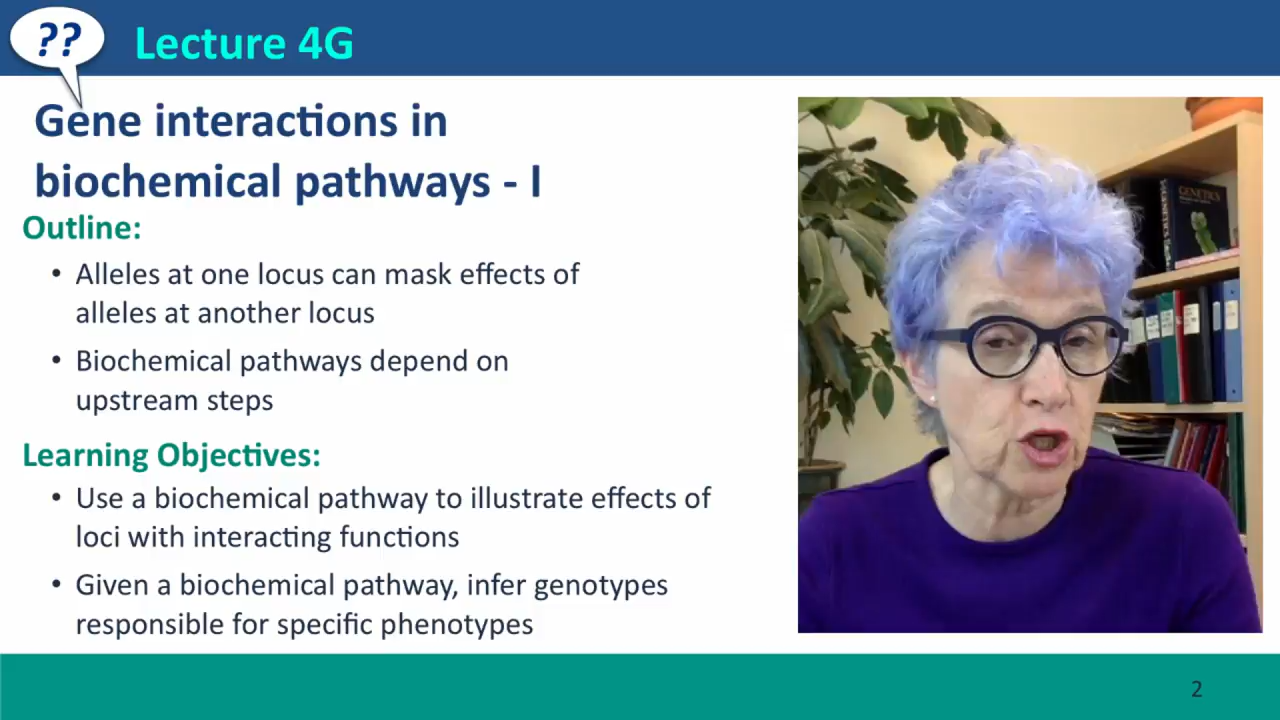 ??
Lecture 4G
Gene interactions in
biochemical pathways - I
Outline:
• Alleles at one locus can mask effects of
alleles at another locus
• Biochemical pathways depend on
upstream steps
Learning Objectives:
• Use a biochemical pathway to illustrate effects of
loci with interacting functions
• Given a biochemical pathway, infer genotypes
responsible for specific phenotypes
GENETICS
2